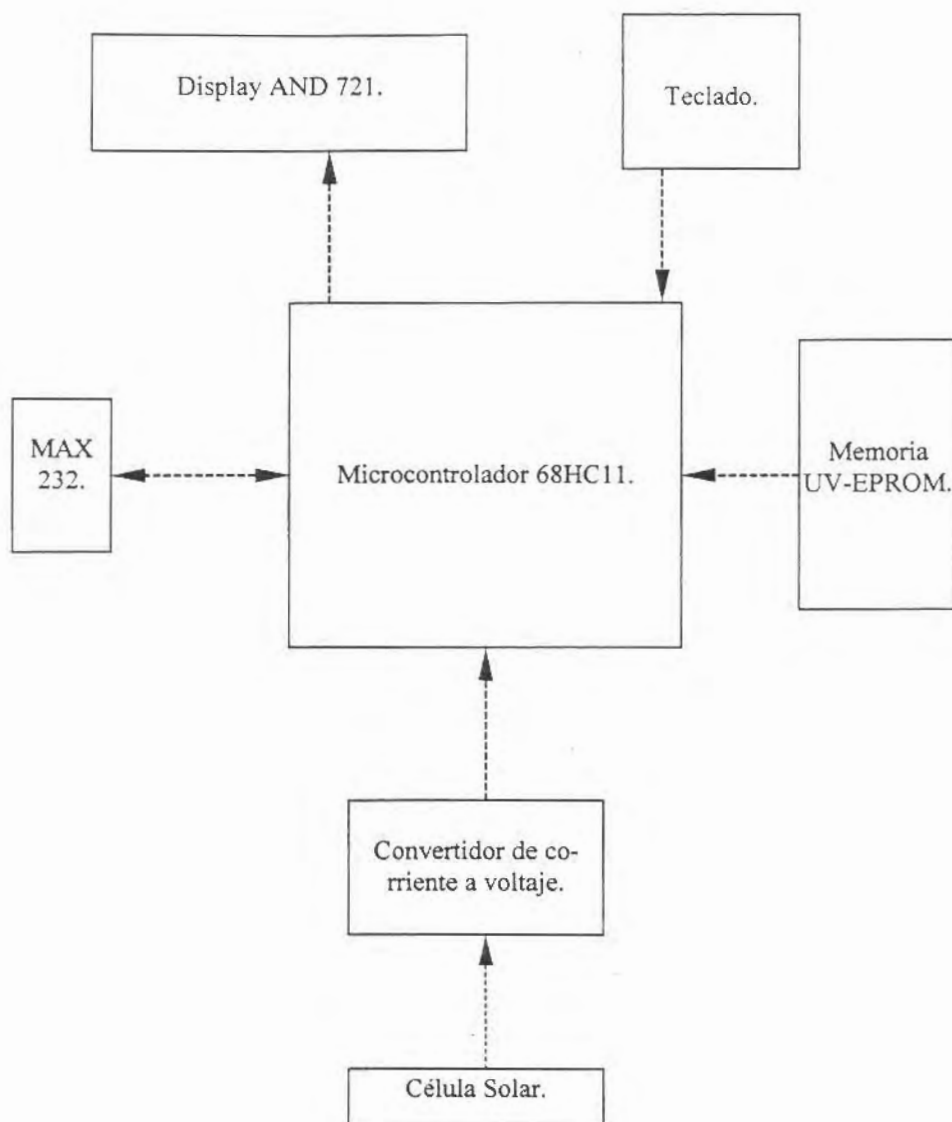 Display AND 721.
Teclado.
MAX
232.
Microcontrolador 68HC11.
Memoria
UV-EPROM.
Convertidor de co-
rriente a voltaje.
Célula Solar.